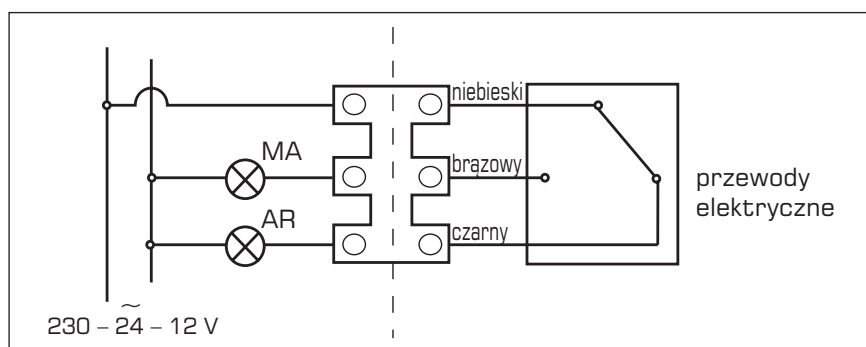 niebieski
MA
brązowy
przewody
elektryczne
AR
czarny
230 – 24 – 12 V